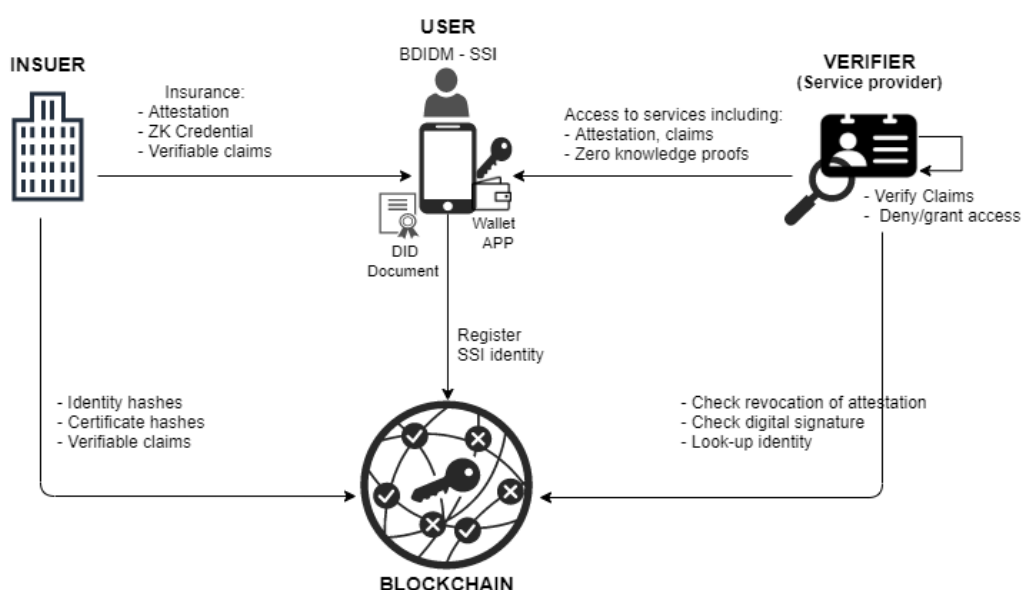 USER
BDIDM - SSI
INSUER
Insurance:
- Attestation
- ZK Credential
- Verifiable claims
VERIFIER
(Service provider)
Access to services including:
- Attestation, claims
- Zero knowledge proofs
- Verify Claims
- Deny/grant access
Wallet
APP
DID
Document
Register
SSI identity
- Identity hashes
- Certificate hashes
- Verifiable claims
- Check revocation of attestation
- Check digital signature
- Look-up identity
BLOCKCHAIN